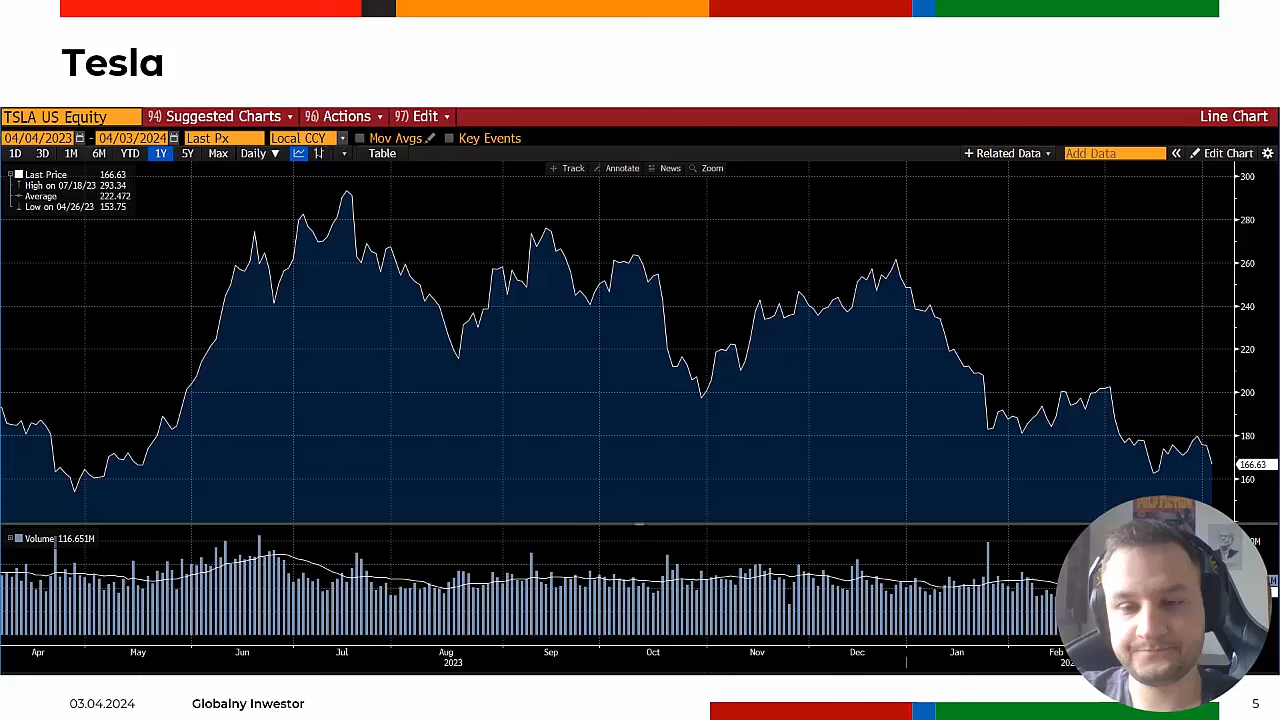 Tesla
TSLA US Equity 94) Suggested Charts 96) Actions 97) Edit Line Chart
04/04/2023 - 04/03/2024 Last Px Local CCY Mov Avgs Key Events
1D 3D 1M 6M YTD 1Y 5Y Max Daily ▼ Table + Related Data Add Data « Edit Chart
Track Annotate News Zoom
Last Price 166.63
High on 07/18/23 293.34
Average 222.472
Low on 04/26/23 153.75
300
280
260
240
220
200
180
166.63
160
Volume 116.651M
PULP FICTION
Apr May Jun Jul Aug Sep Oct Nov Dec Jan Feb
2023
03.04.2024 Globalny Inwestor 5